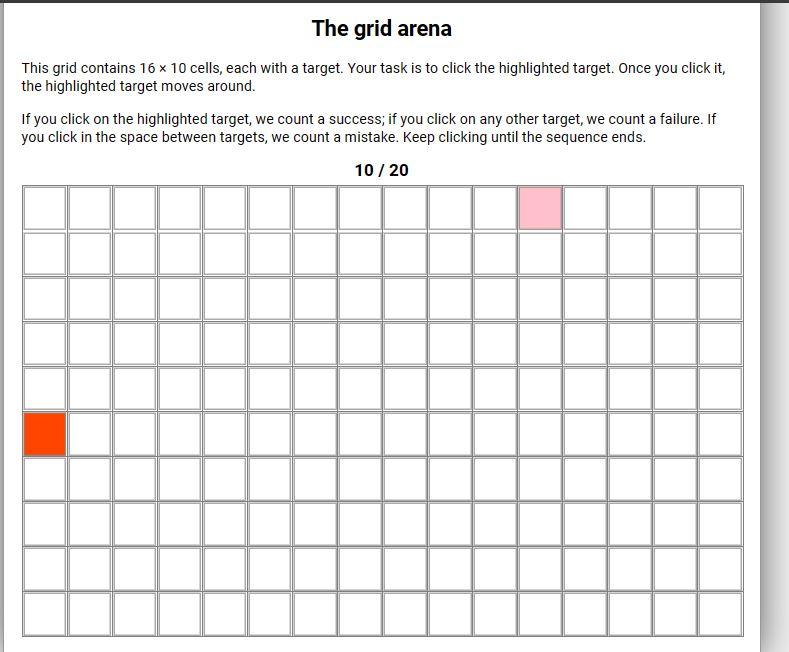 The grid arena
This grid contains 16 × 10 cells, each with a target. Your task is to click the highlighted target. Once you click it,
the highlighted target moves around.
If you click on the highlighted target, we count a success; if you click on any other target, we count a failure. If
you click in the space between targets, we count a mistake. Keep clicking until the sequence ends.
10 / 20